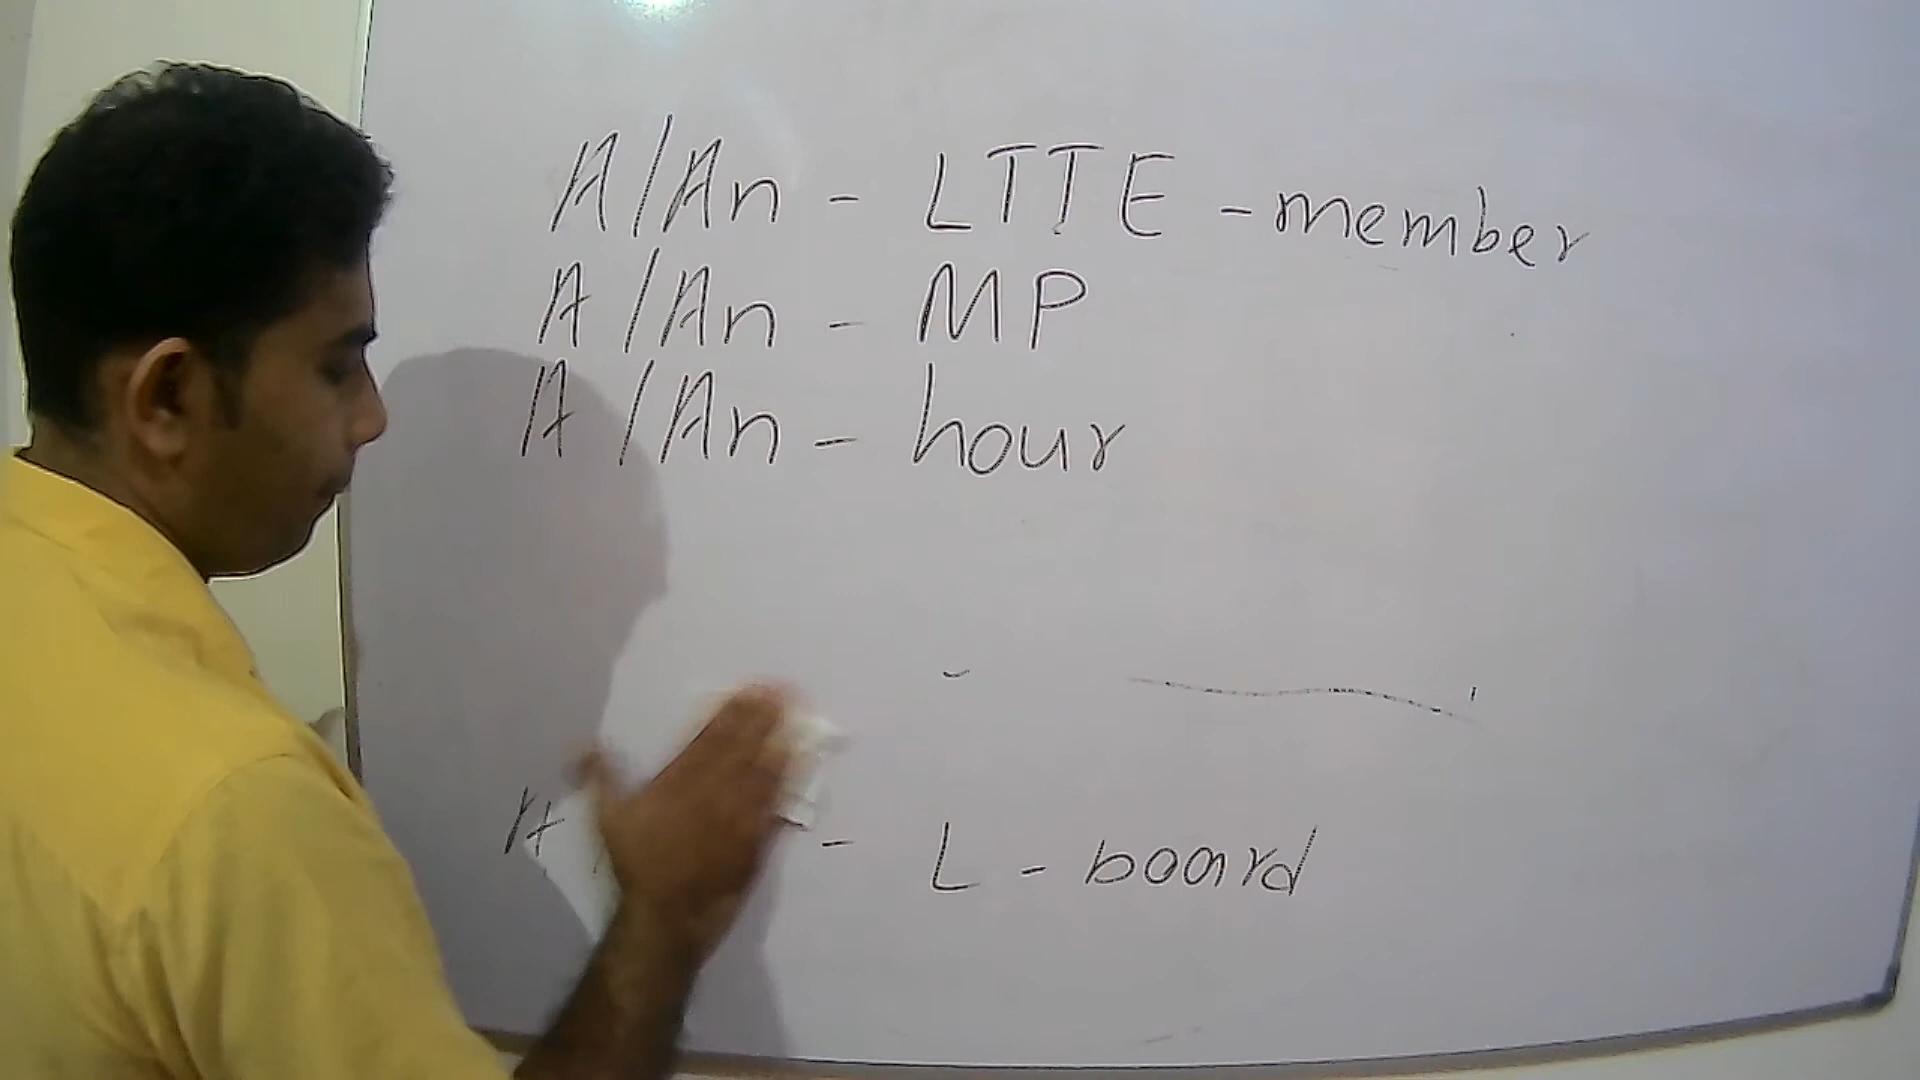 A/An - LTTE - member
A/An - MP
A/An - hour
A - L - board